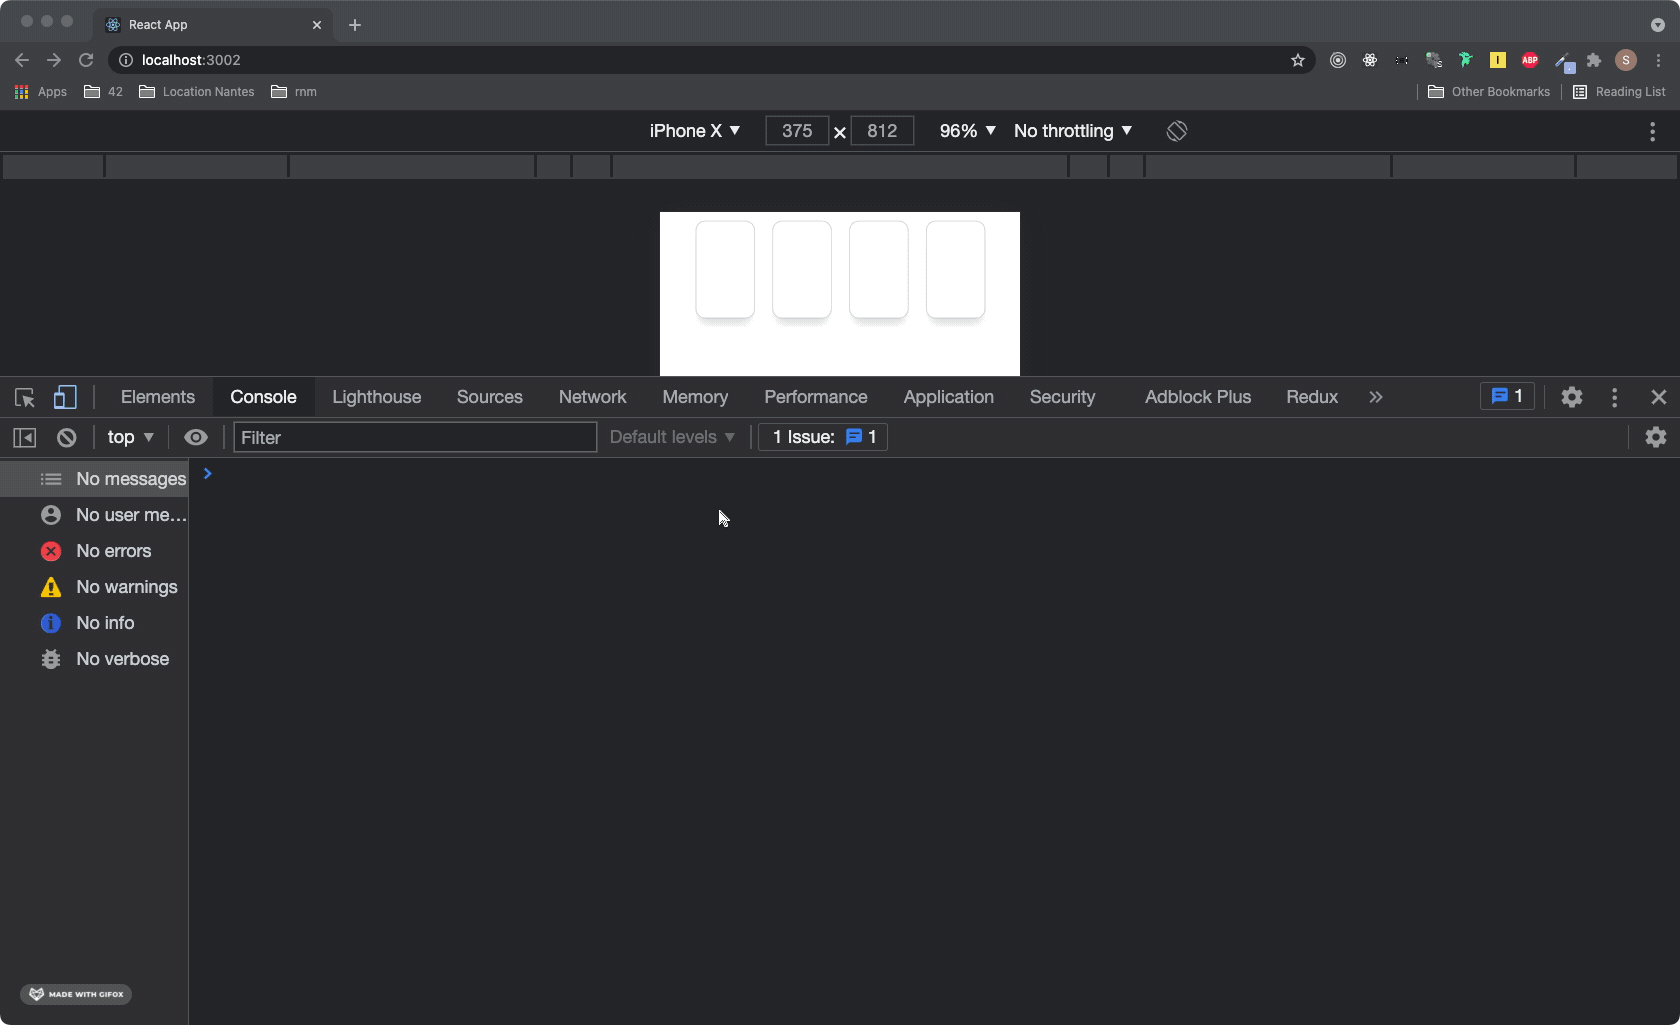 React App
localhost:3002
ABP
S
Apps 42 Location Nantes rnm Other Bookmarks Reading List
iPhone X 375 × 812 96% No throttling
Elements Console Lighthouse Sources Network Memory Performance Application Security Adblock Plus Redux » 1
top Filter Default levels 1 Issue: 1
No messages
No user me…
No errors
No warnings
No info
No verbose
MADE WITH GIFOX